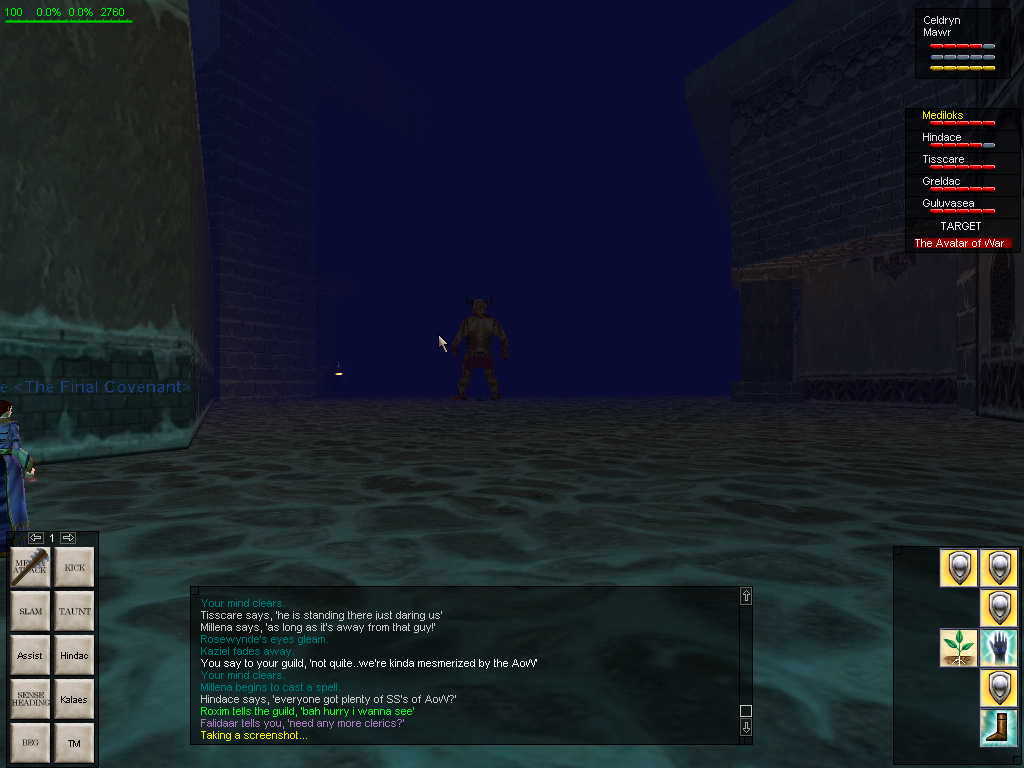 100 0.0% 0.0% 2760
Celdryn
Mawr
Mediloks
Hindace
Tisscare
Greldac
Guluvasea
TARGET
The Avatar of War
e <The Final Covenant>
1
MELEE ATTACK
KICK
SLAM
TAUNT
Assist
Hindac
SENSE HEADING
Kalaes
BEG
TM
Your mind clears.
Tisscare says, 'he is standing there just daring us'
Millena says, 'as long as it's away from that guy!'
Rosewynde's eyes gleam.
Kaziel fades away.
You say to your guild, 'not quite..we're kinda mesmerized by the AoW'
Your mind clears.
Millena begins to cast a spell.
Hindace says, 'everyone got plenty of SS's of AoW?'
Roxim tells the guild, 'bah hurry i wanna see'
Falidaar tells you, 'need any more clerics?'
Taking a screenshot...